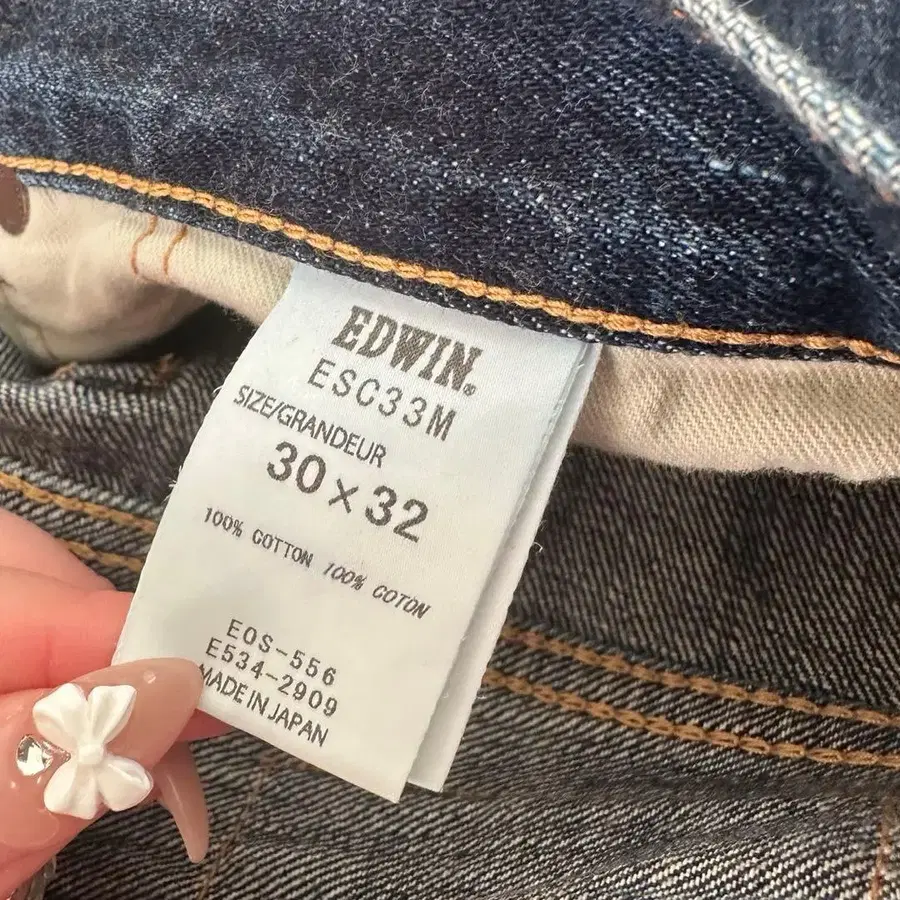 EDWIN®
ESC33M
SIZE/GRANDEUR
30×32
100% COTTON 100% COTON
EOS-556
E534-2909
MADE IN JAPAN